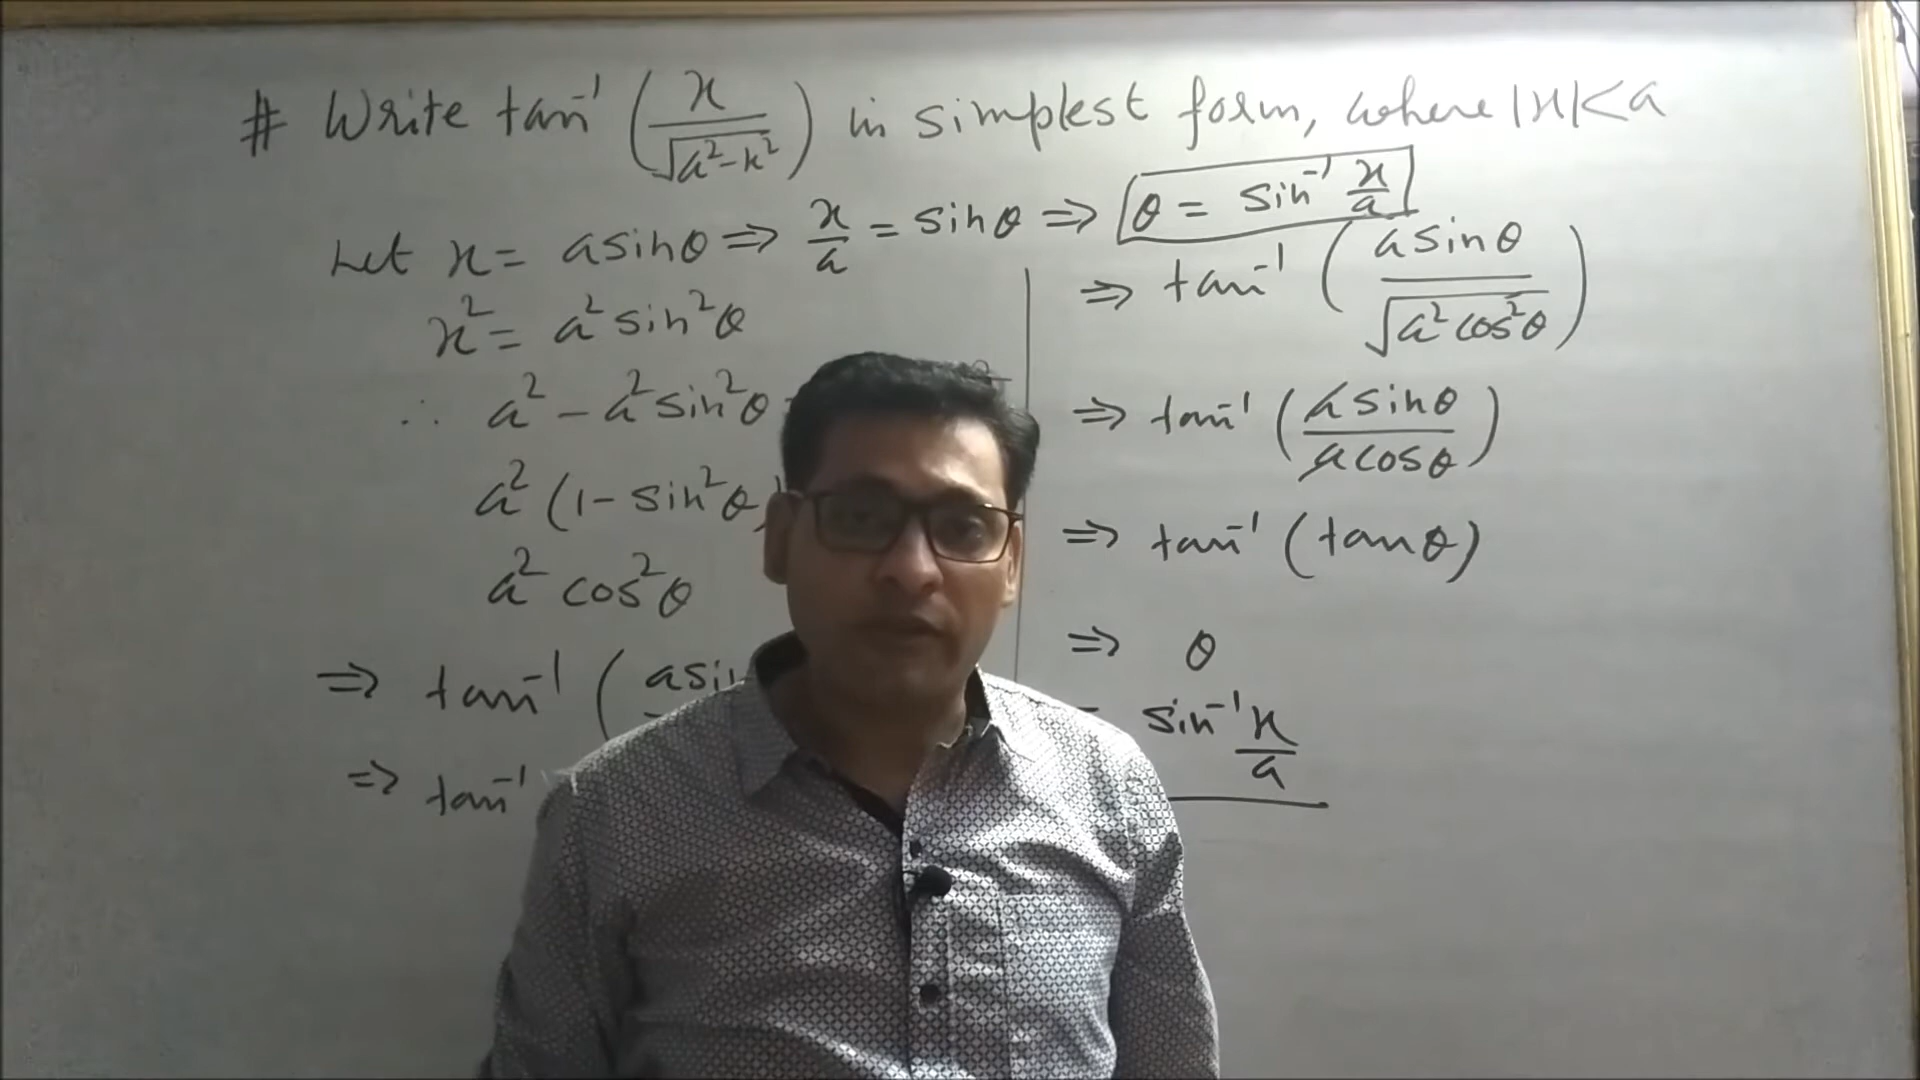 # Write tan⁻¹ (x/√(a²-x²)) in simplest form, where |x|<a
Let x = a sinθ ⇒ x/a = sinθ ⇒ θ = sin⁻¹ x/a
x² = a² sin²θ
∴ a² - a² sin²θ
a² (1 - sin²θ)
a² cos²θ
⇒ tan⁻¹ (
⇒ tan⁻¹
⇒ tan⁻¹ (a sinθ/√(a² cos²θ))
⇒ tan⁻¹ (a sinθ/a cosθ)
⇒ tan⁻¹ (tanθ)
⇒ θ
sin⁻¹ x/a